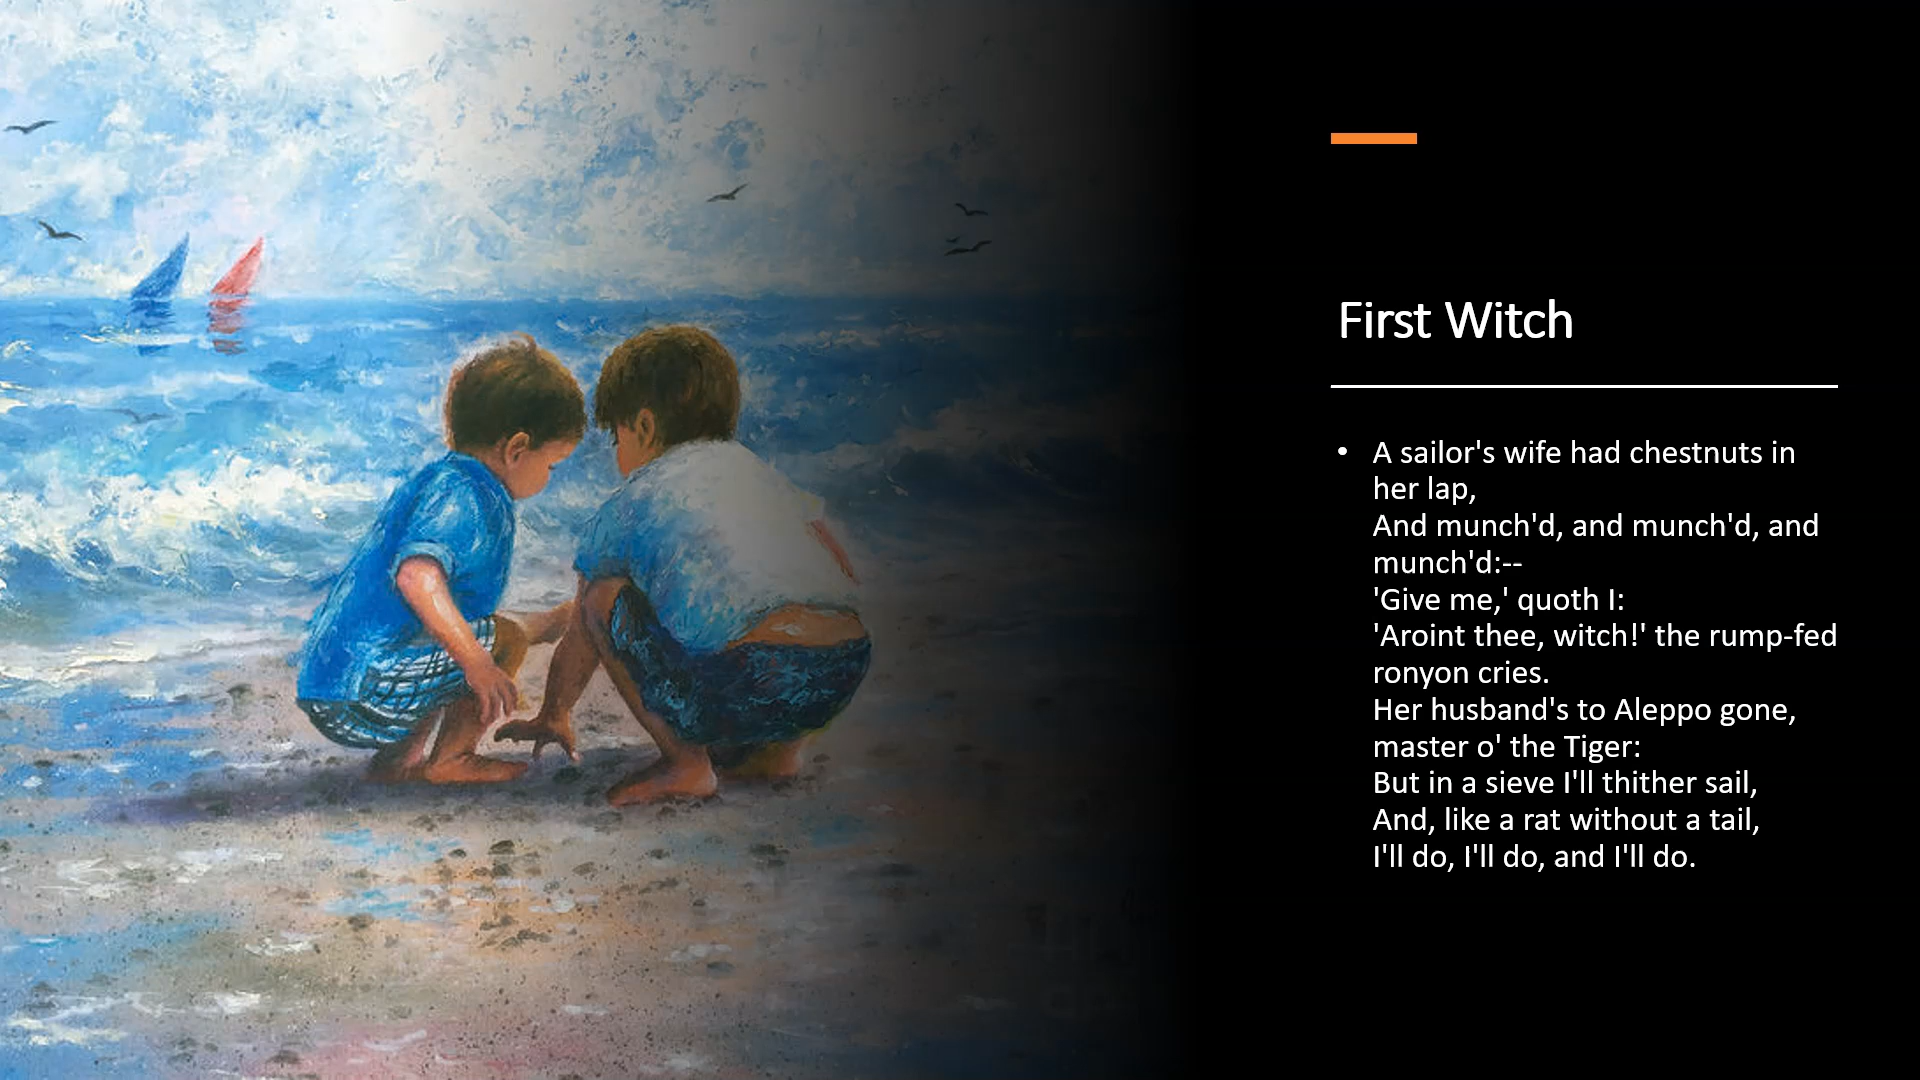 First Witch
• A sailor's wife had chestnuts in
her lap,
And munch'd, and munch'd, and
munch'd:--
'Give me,' quoth I:
'Aroint thee, witch!' the rump-fed
ronyon cries.
Her husband's to Aleppo gone,
master o' the Tiger:
But in a sieve I'll thither sail,
And, like a rat without a tail,
I'll do, I'll do, and I'll do.